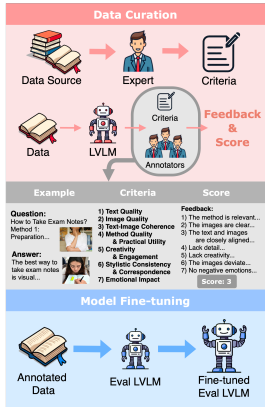 Data Curation
Data Source
Expert
Criteria
Criteria
Data
LVLM
Annotators
Feedback
&
Score
Example
Question:
How to Take Exam Notes?
Method 1:
Preparation...
Answer:
The best way to
take exam notes
is visual...
Criteria
1) Text Quality
2) Image Quality
3) Text-Image Coherence
4) Method Quality
& Practical Utility
5) Creativity
& Engagement
6) Stylistic Consistency
& Correspondence
7) Emotional Impact
Score
Feedback:
1) The method is relevant...
2) The images are clear...
3) The text and images
are closely aligned...
4) Lack detail...
5) Lack creativity...
6) The images deviate...
7) No negative emotions...
Score: 3
Model Fine-tuning
Annotated
Data
Eval LVLM
Fine-tuned
Eval LVLM